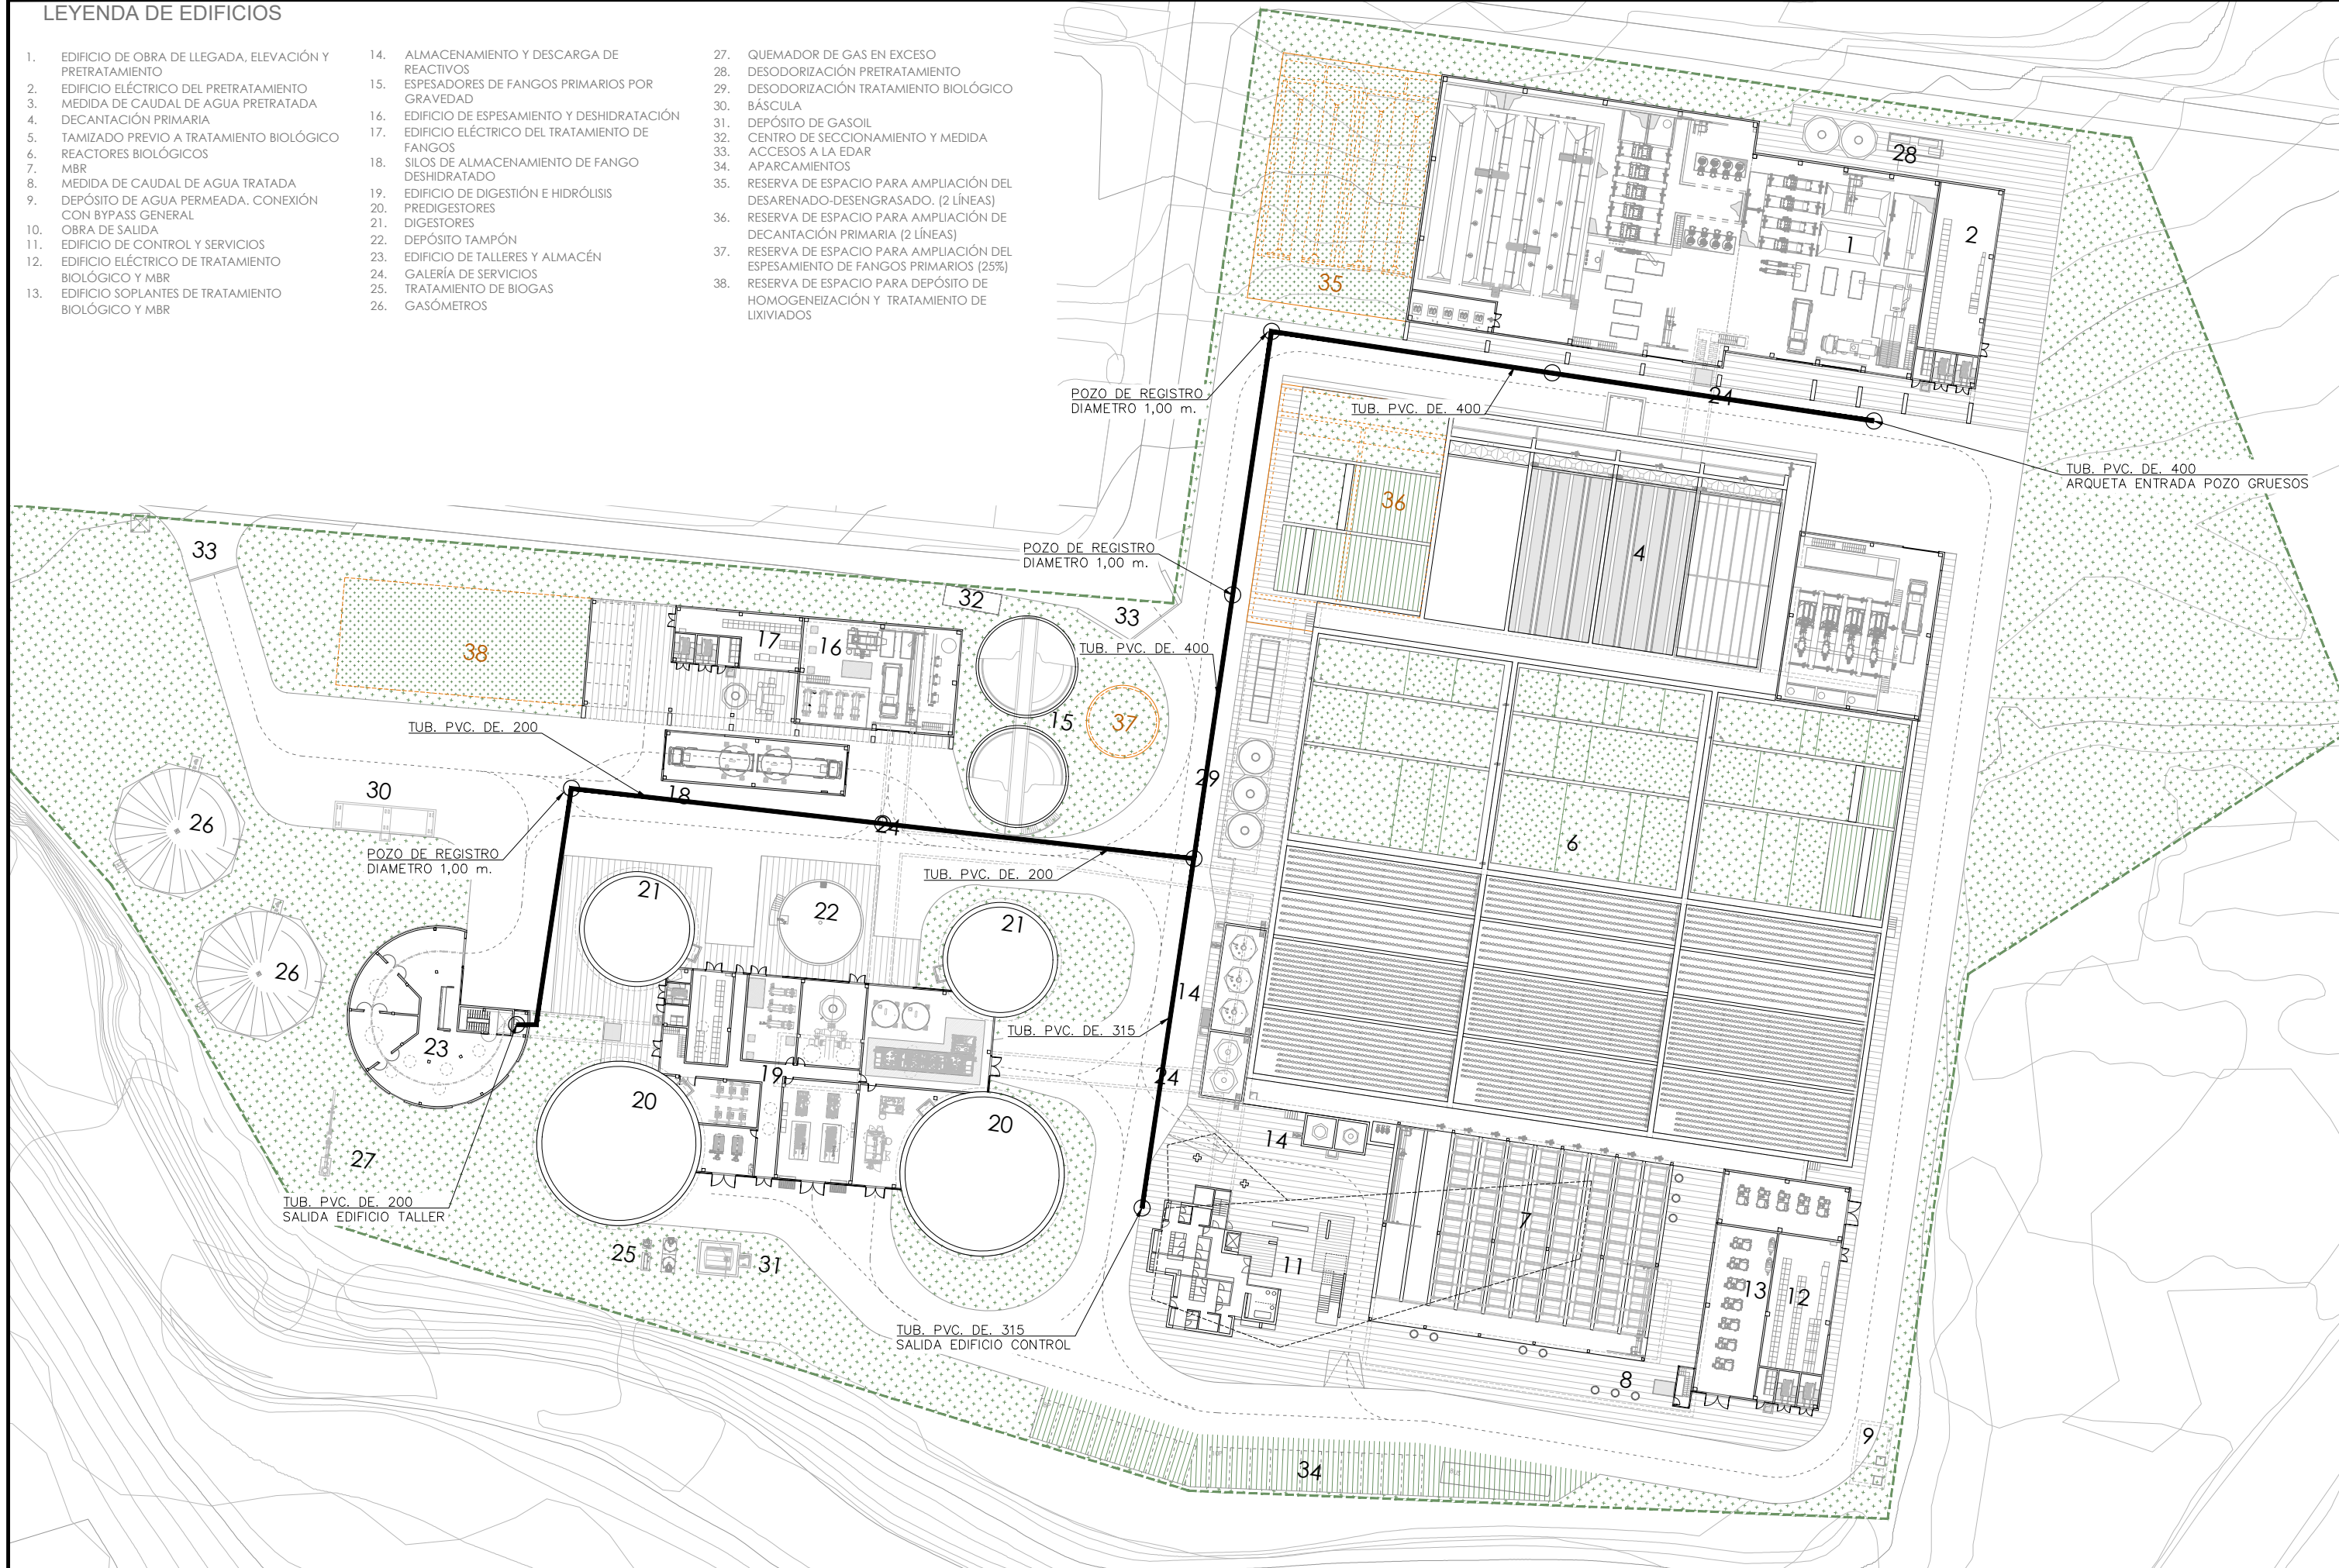 LEYENDA DE EDIFICIOS
1. EDIFICIO DE OBRA DE LLEGADA, ELEVACIÓN Y
PRETRATAMIENTO
2. EDIFICIO ELÉCTRICO DEL PRETRATAMIENTO
3. MEDIDA DE CAUDAL DE AGUA PRETRATADA
4. DECANTACIÓN PRIMARIA
5. TAMIZADO PREVIO A TRATAMIENTO BIOLÓGICO
6. REACTORES BIOLÓGICOS
7. MBR
8. MEDIDA DE CAUDAL DE AGUA TRATADA
9. DEPÓSITO DE AGUA PERMEADA. CONEXIÓN
CON BYPASS GENERAL
10. OBRA DE SALIDA
11. EDIFICIO DE CONTROL Y SERVICIOS
12. EDIFICIO ELÉCTRICO DE TRATAMIENTO
BIOLÓGICO Y MBR
13. EDIFICIO SOPLANTES DE TRATAMIENTO
BIOLÓGICO Y MBR
14. ALMACENAMIENTO Y DESCARGA DE
REACTIVOS
15. ESPESADORES DE FANGOS PRIMARIOS POR
GRAVEDAD
16. EDIFICIO DE ESPESAMIENTO Y DESHIDRATACIÓN
17. EDIFICIO ELÉCTRICO DEL TRATAMIENTO DE
FANGOS
18. SILOS DE ALMACENAMIENTO DE FANGO
DESHIDRATADO
19. EDIFICIO DE DIGESTIÓN E HIDRÓLISIS
20. PREDIGESTORES
21. DIGESTORES
22. DEPÓSITO TAMPÓN
23. EDIFICIO DE TALLERES Y ALMACÉN
24. GALERÍA DE SERVICIOS
25. TRATAMIENTO DE BIOGAS
26. GASÓMETROS
27. QUEMADOR DE GAS EN EXCESO
28. DESODORIZACIÓN PRETRATAMIENTO
29. DESODORIZACIÓN TRATAMIENTO BIOLÓGICO
30. BÁSCULA
31. DEPÓSITO DE GASOIL
32. CENTRO DE SECCIONAMIENTO Y MEDIDA
33. ACCESOS A LA EDAR
34. APARCAMIENTOS
35. RESERVA DE ESPACIO PARA AMPLIACIÓN DEL
DESARENADO-DESENGRASADO. (2 LÍNEAS)
36. RESERVA DE ESPACIO PARA AMPLIACIÓN DE
DECANTACIÓN PRIMARIA (2 LÍNEAS)
37. RESERVA DE ESPACIO PARA AMPLIACIÓN DEL
ESPESAMIENTO DE FANGOS PRIMARIOS (25%)
38. RESERVA DE ESPACIO PARA DEPÓSITO DE
HOMOGENEIZACIÓN Y TRATAMIENTO DE
LIXIVIADOS
28
2
1
35
POZO DE REGISTRO
DIAMETRO 1,00 m.
TUB. PVC. DE. 400
24
TUB. PVC. DE. 400
ARQUETA ENTRADA POZO GRUESOS
36
4
POZO DE REGISTRO
DIAMETRO 1,00 m.
33
32
33
17
16
38
TUB. PVC. DE. 400
15
37
TUB. PVC. DE. 200
29
30
18
26
24
6
POZO DE REGISTRO
DIAMETRO 1,00 m.
TUB. PVC. DE. 200
21
22
21
26
14
TUB. PVC. DE. 315
23
19
24
20
20
14
27
TUB. PVC. DE. 200
SALIDA EDIFICIO TALLER
7
25
31
11
13
12
TUB. PVC. DE. 315
SALIDA EDIFICIO CONTROL
8
9
34